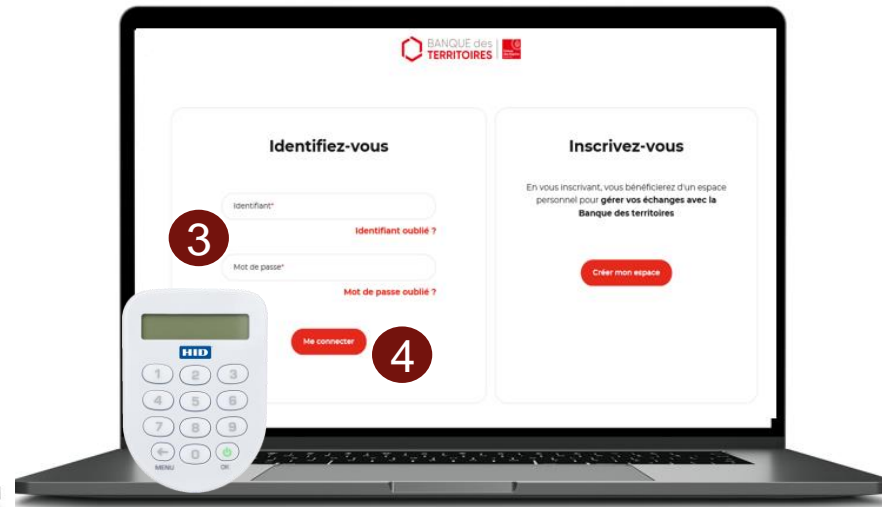 BANQUE des
TERRITOIRES
Identifiez-vous
Identifiant*
Identifiant oublié ?
3
Mot de passe*
Mot de passe oublié ?
Me connecter
4
Inscrivez-vous
En vous inscrivant, vous bénéficierez d'un espace
personnel pour gérer vos échanges avec la
Banque des territoires
Créer mon espace
HID
1 2 3
4 5 6
7 8 9
0
MENU OK